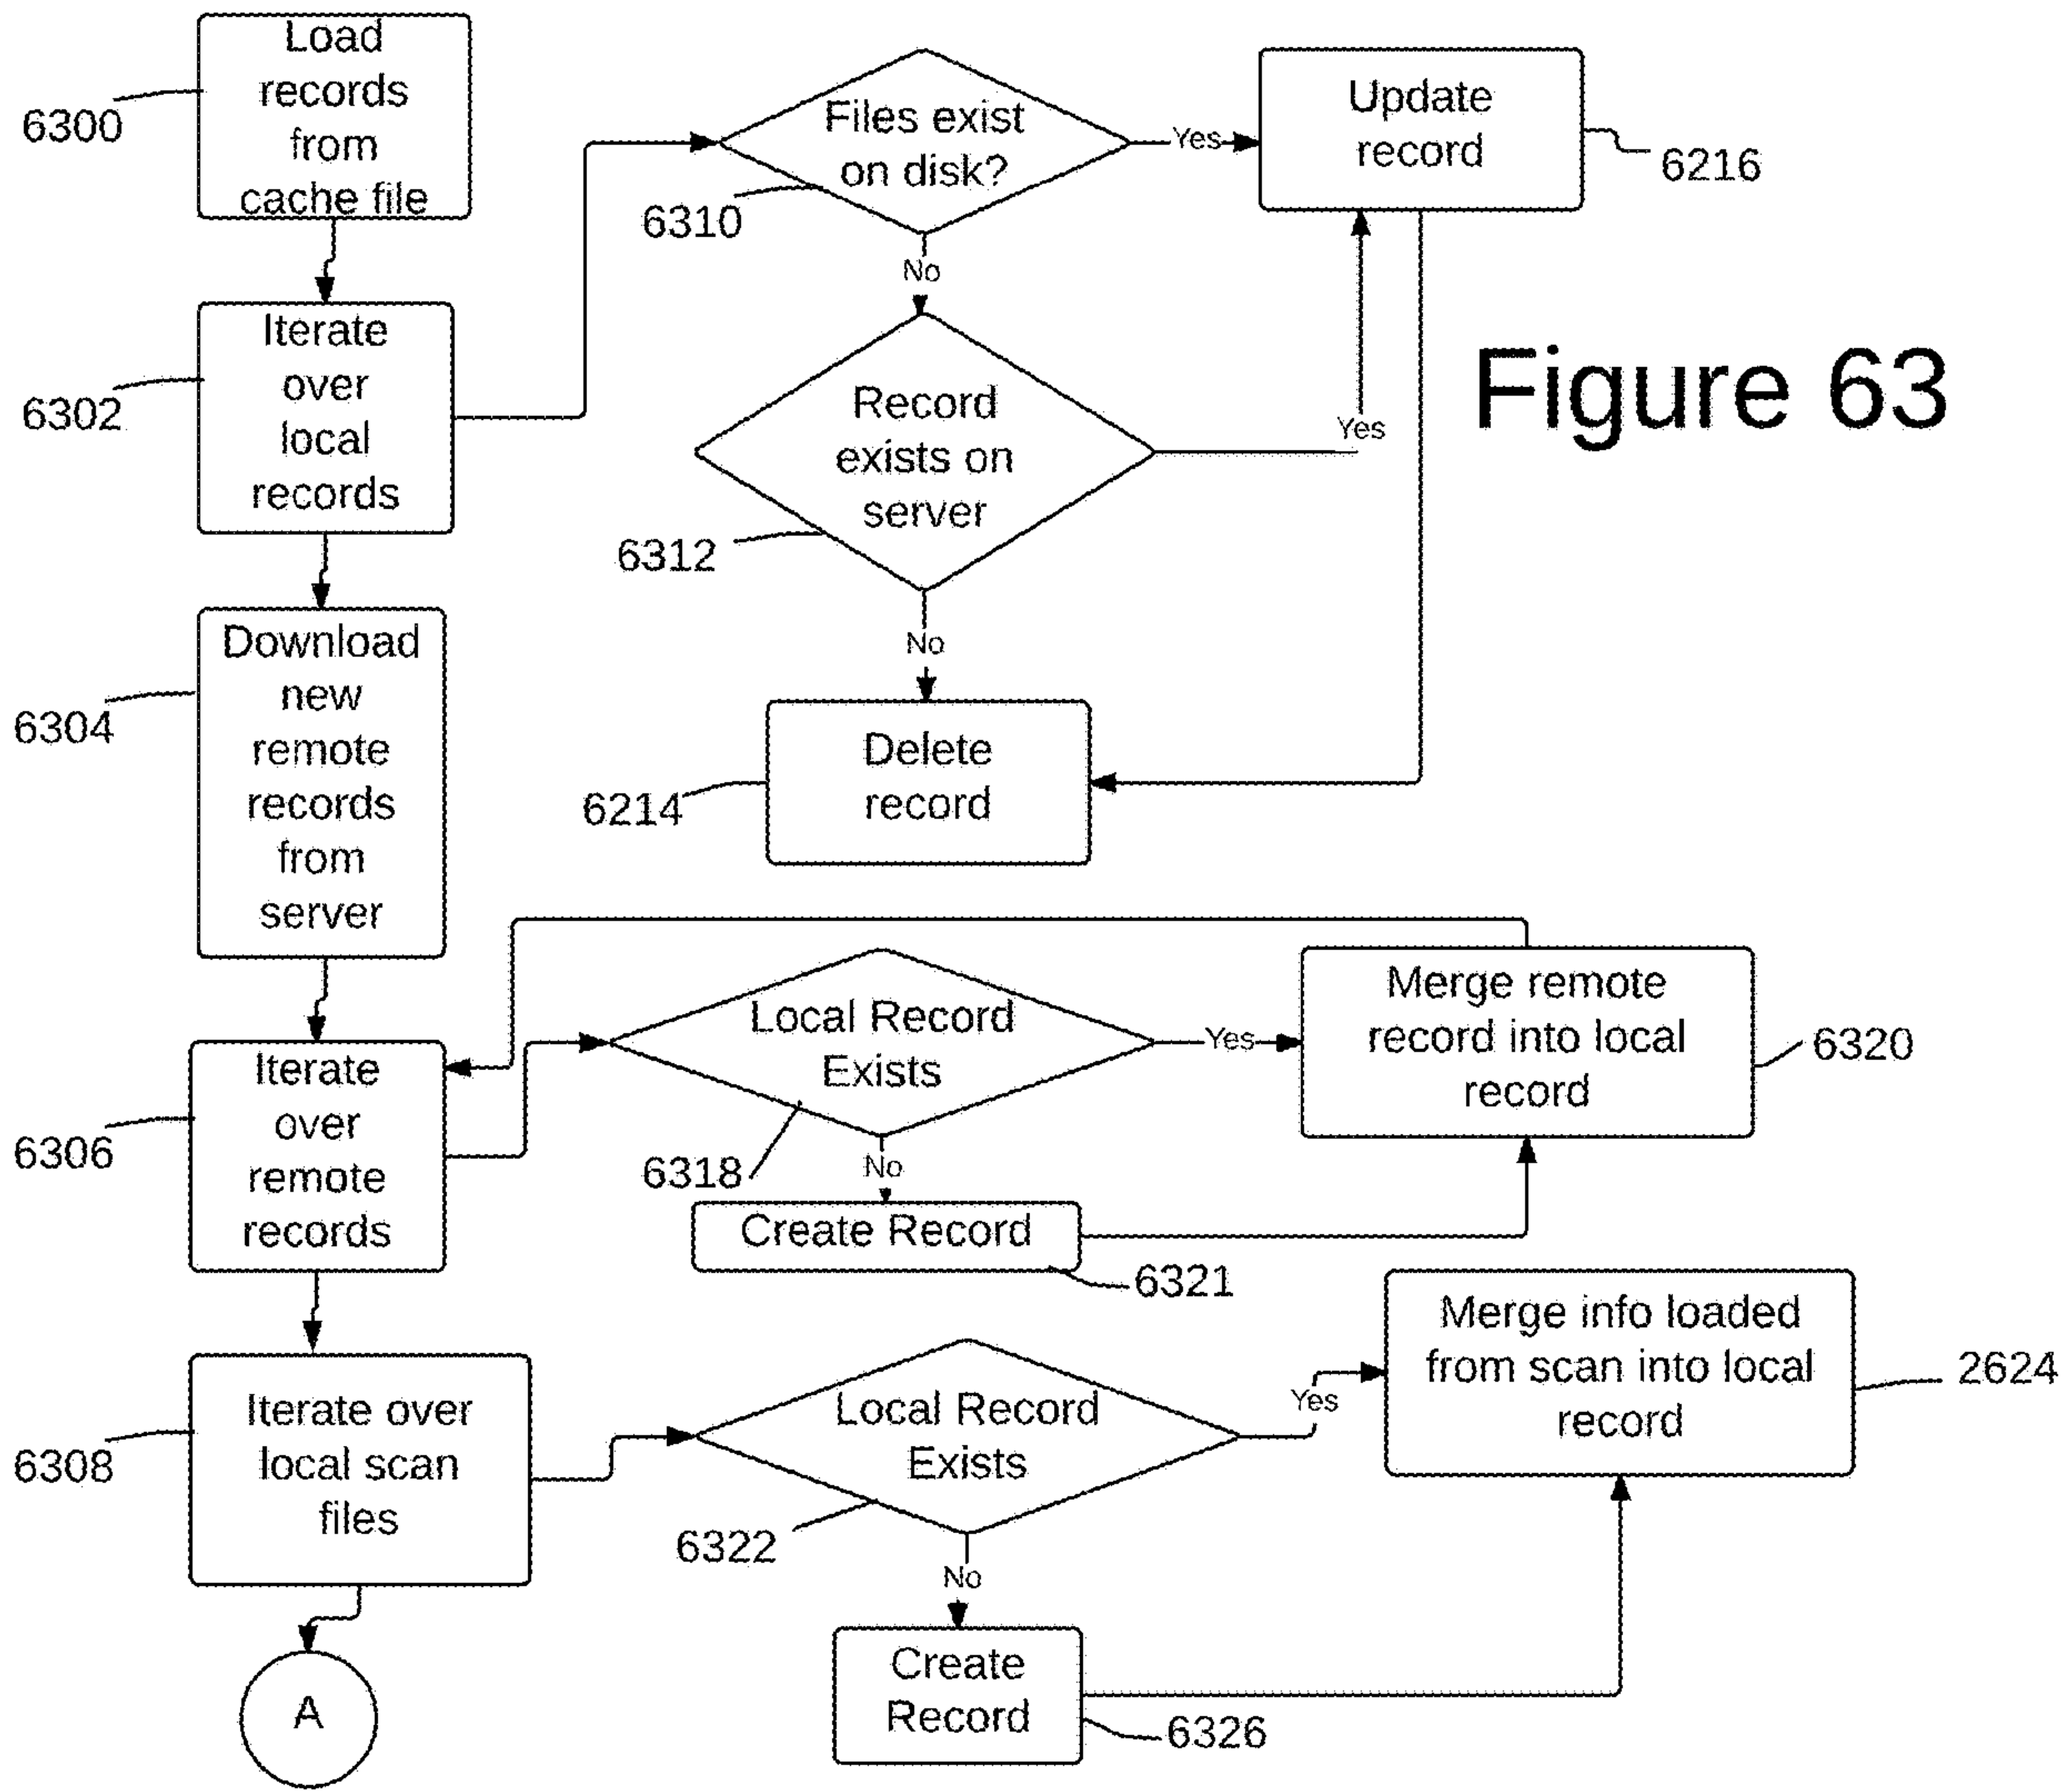 Load
records
from
cache file
6300
Files exist
on disk?
6310
Yes
Update
record
6216
No
Iterate
over
local
records
6302
Record
exists on
server
6312
Yes
Figure 63
No
Download
new
remote
records
from
server
6304
Delete
record
6214
Iterate
over
remote
records
6306
Local Record
Exists
6318
Yes
Merge remote
record into local
record
6320
No
Create Record
6321
Iterate over
local scan
files
6308
Local Record
Exists
6322
Yes
Merge info loaded
from scan into local
record
2624
No
Create
Record
6326
A